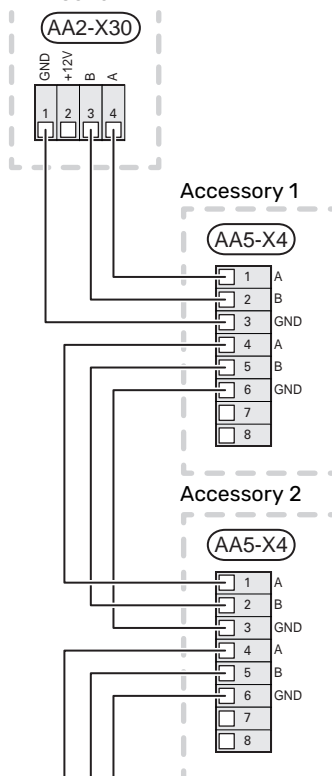 AA2-X30
GND
+12V
B
A
1 2 3 4
Accessory 1
AA5-X4
1 A
2 B
3 GND
4 A
5 B
6 GND
7
8
Accessory 2
AA5-X4
1 A
2 B
3 GND
4 A
5 B
6 GND
7
8